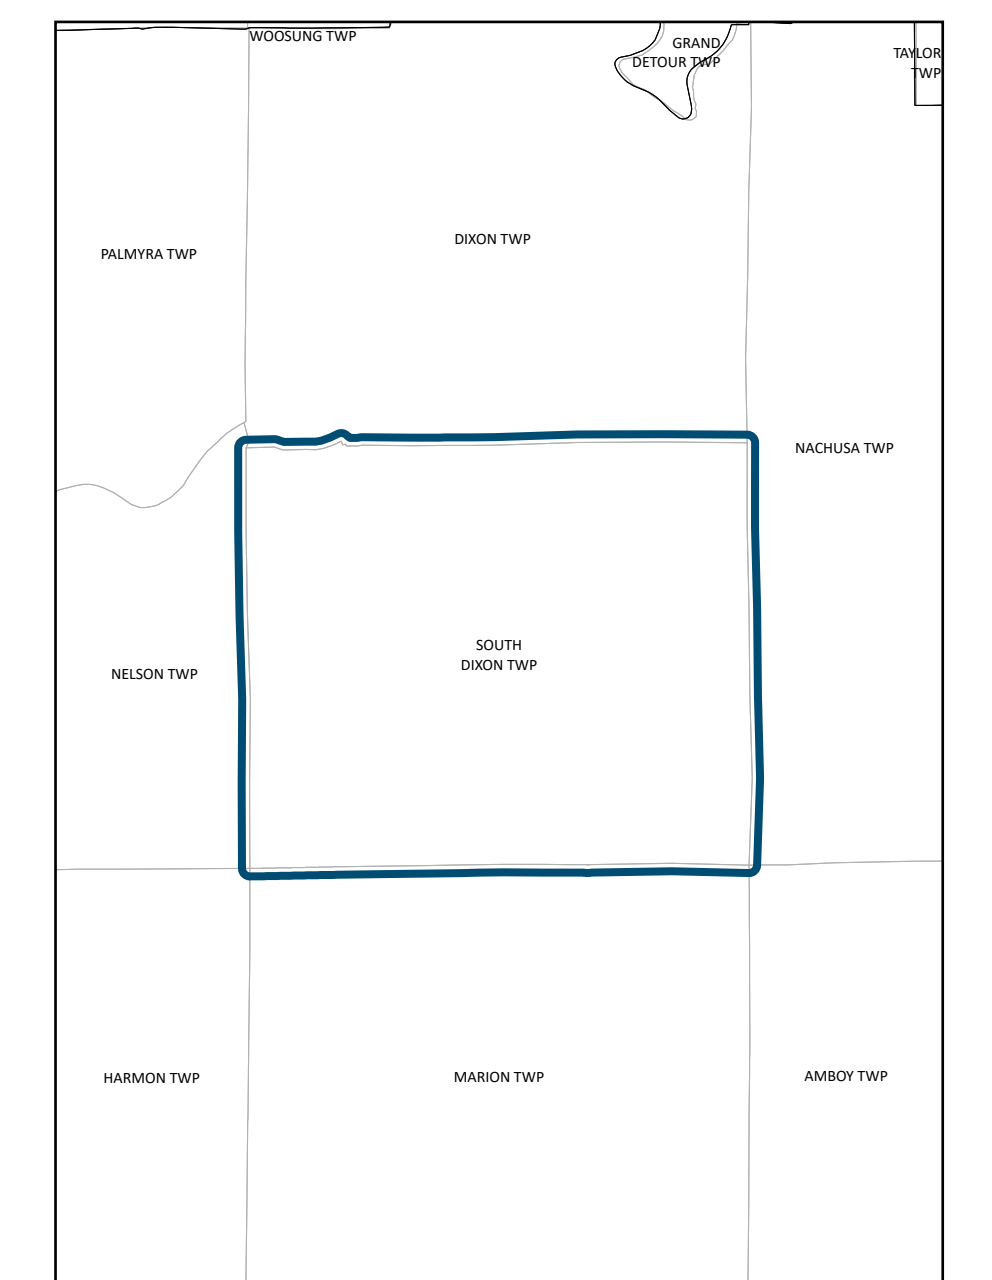 WOOSUNG TWP
GRAND
DETOUR TWP
TAYLOR
TWP
PALMYRA TWP
DIXON TWP
NACHUSA TWP
NELSON TWP
SOUTH
DIXON TWP
HARMON TWP
MARION TWP
AMBOY TWP